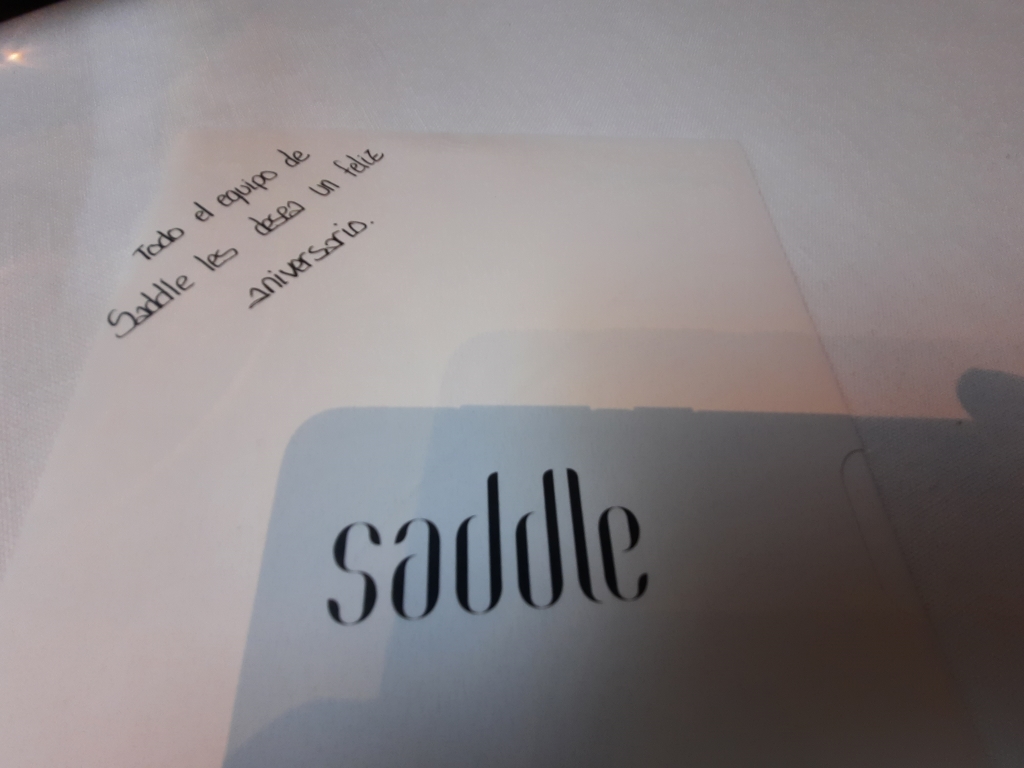 Todo el equipo de
Saddle les desea un feliz
aniversario.
saddle